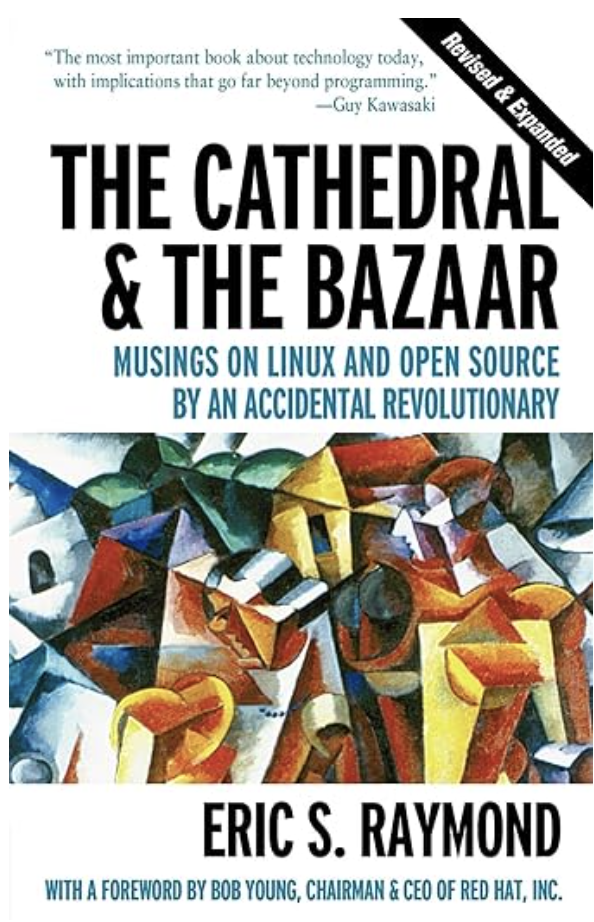 “The most important book about technology today,
with implications that go far beyond programming.”
—Guy Kawasaki
Revised & Expanded
THE CATHEDRAL
& THE BAZAAR
MUSINGS ON LINUX AND OPEN SOURCE
BY AN ACCIDENTAL REVOLUTIONARY
ERIC S. RAYMOND
WITH A FOREWORD BY BOB YOUNG, CHAIRMAN & CEO OF RED HAT, INC.